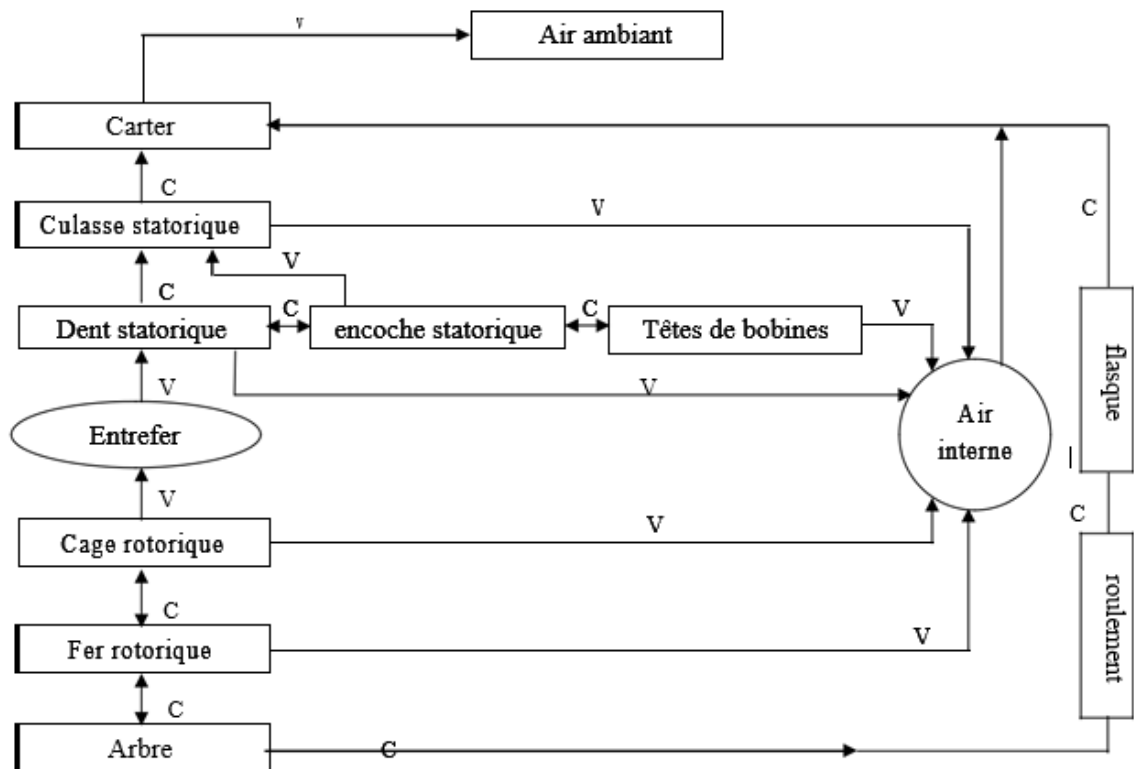 v
Air ambiant
Carter
C
Culasse statorique
V
C
V
C
Dent statorique
C
encoche statorique
C
Têtes de bobines
V
V
V
Entrefer
Air
interne
flasque
C
V
Cage rotorique
V
C
roulement
C
Fer rotorique
V
C
Arbre
C